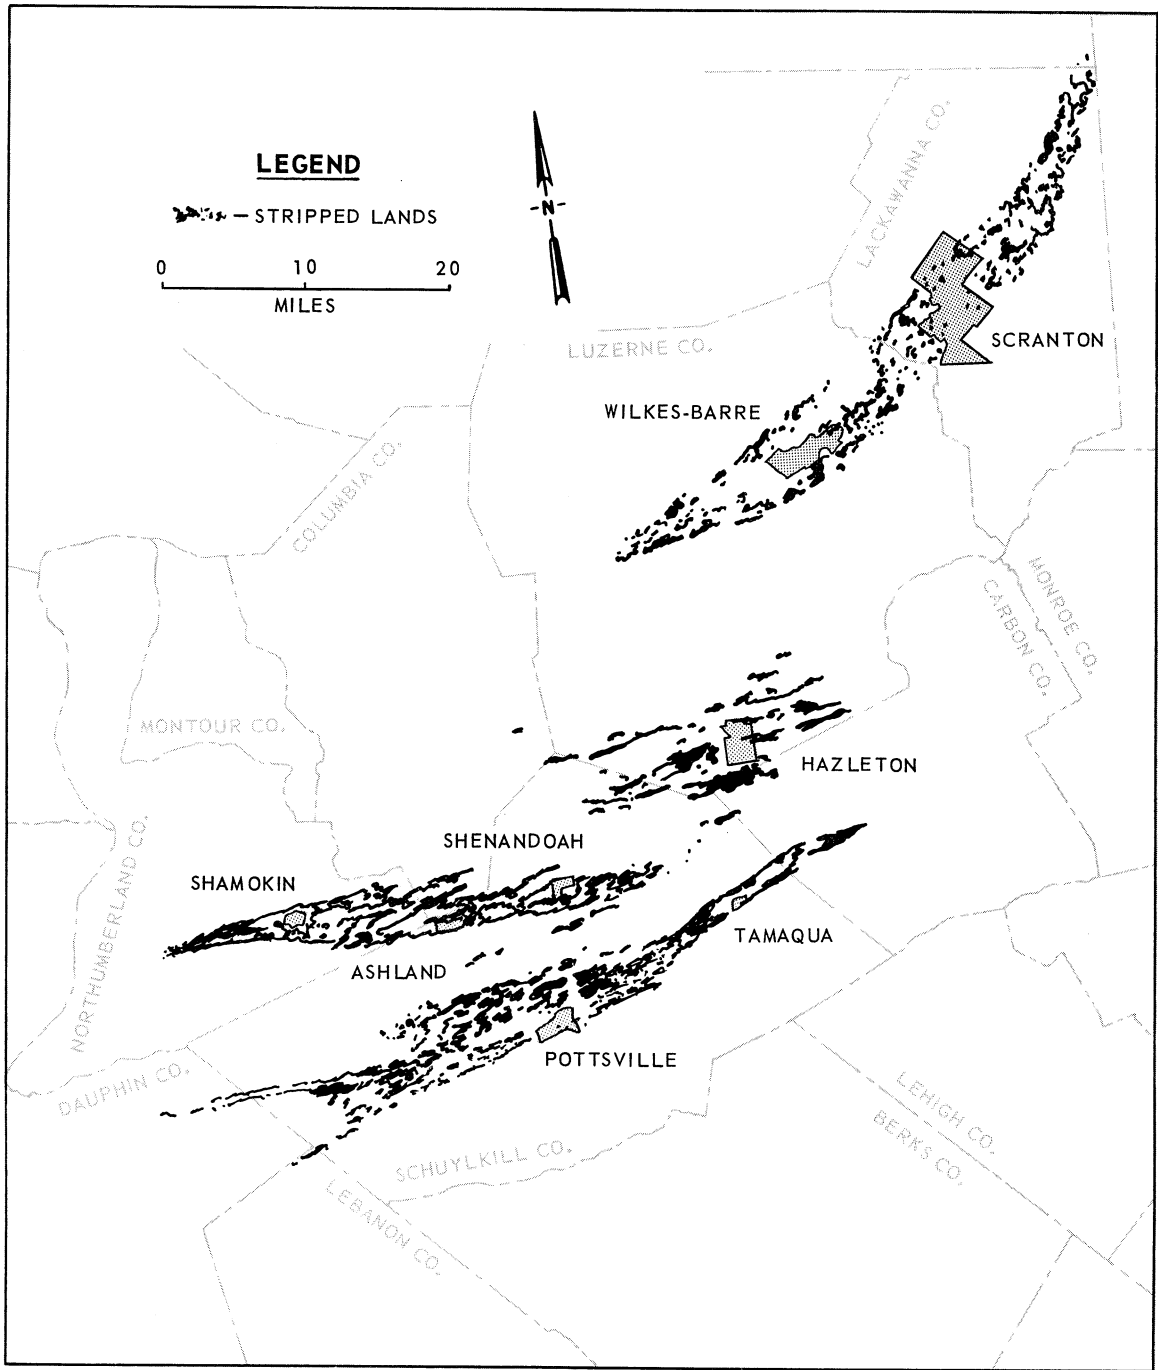 LEGEND
– STRIPPED LANDS
0 10 20
MILES
-N-
LACKAWANNA CO.
SCRANTON
LUZERNE CO.
WILKES-BARRE
COLUMBIA CO.
MONROE CO.
CARBON CO.
MONTOUR CO.
HAZLETON
SHENANDOAH
SHAMOKIN
NORTHUMBERLAND CO.
TAMAQUA
ASHLAND
POTTSVILLE
DAUPHIN CO.
LEHIGH CO.
BERKS CO.
SCHUYLKILL CO.
LEBANON CO.